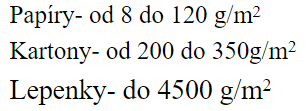 Papíry- od 8 do 120 g/m²
Kartony- od 200 do 350g/m²
Lepenky- do 4500 g/m²